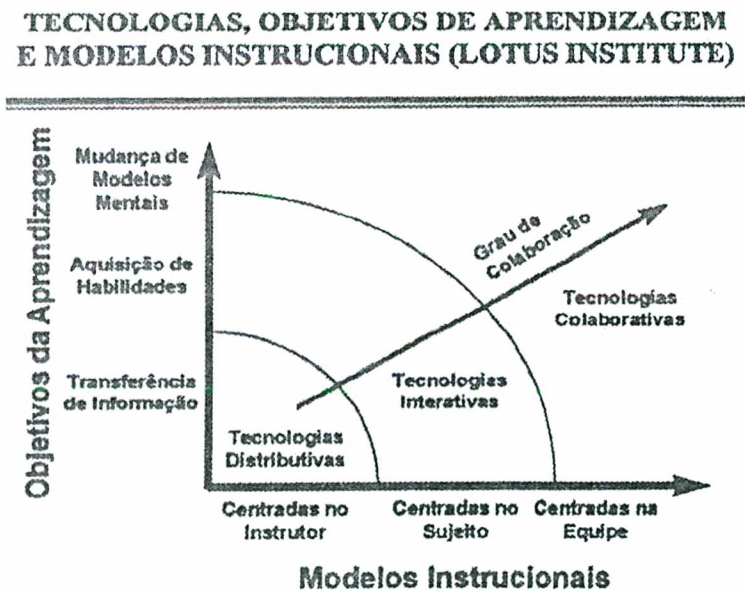 TECNOLOGIAS, OBJETIVOS DE APRENDIZAGEM
E MODELOS INSTRUCIONAIS (LOTUS INSTITUTE)
Objetivos da Aprendizagem
Mudança de
Modelos
Mentais
Aquisição de
Habilidades
Transferência
de Informação
Grau de
Colaboração
Tecnologias
Colaborativas
Tecnologias
Interativas
Tecnologias
Distributivas
Centradas no
Instrutor
Centradas no
Sujeito
Centradas na
Equipe
Modelos Instrucionais